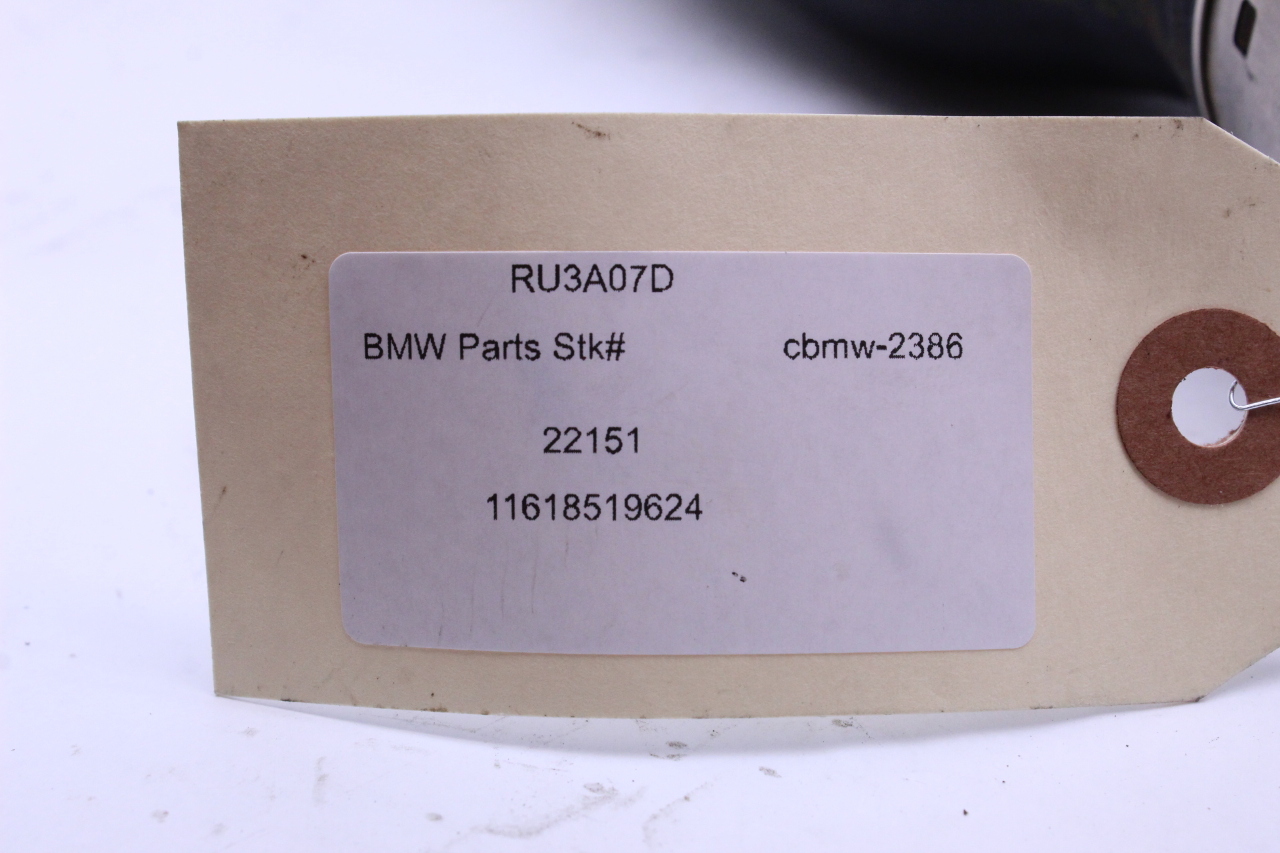 RU3A07D
BMW Parts Stk# cbmw-2386
22151
11618519624